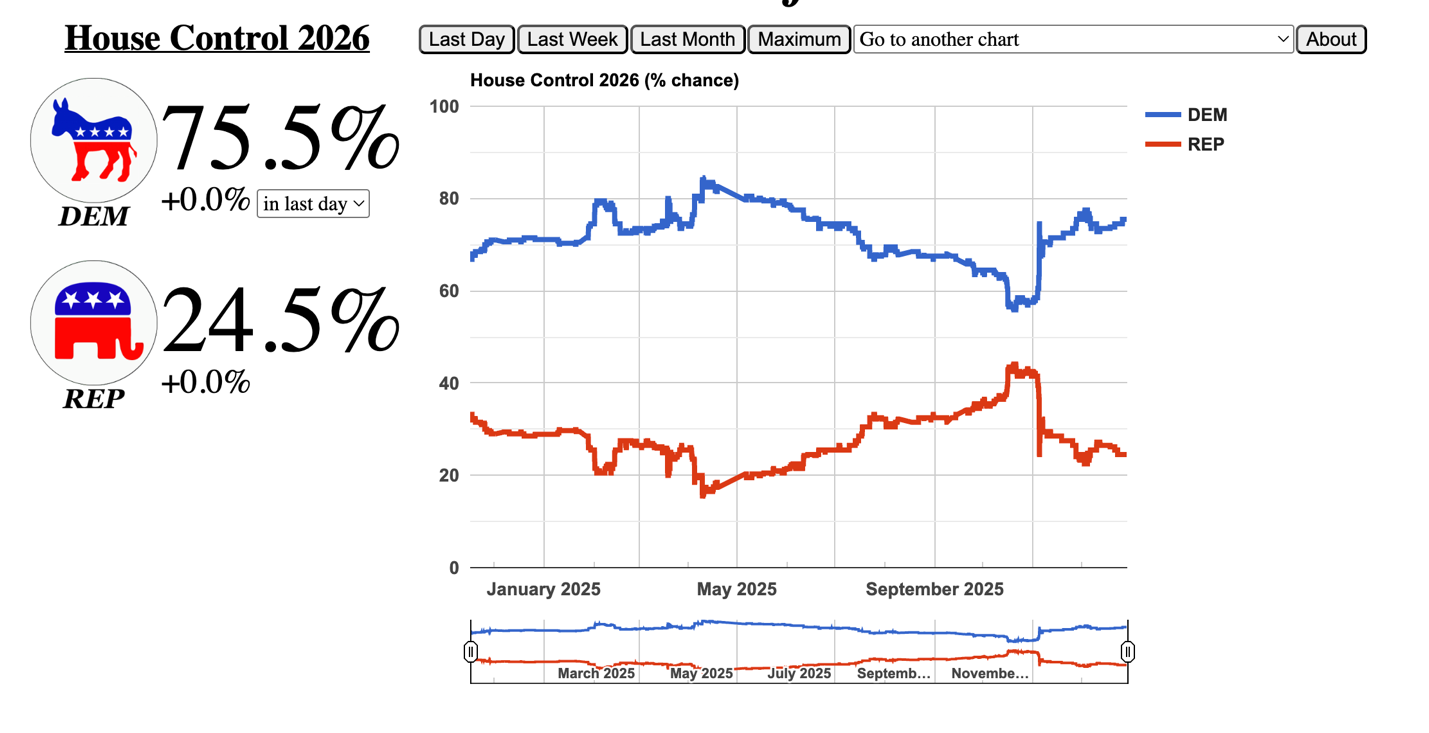 House Control 2026
Last Day Last Week Last Month Maximum Go to another chart About
75.5%
+0.0% in last day
DEM
24.5%
+0.0%
REP
House Control 2026 (% chance)
100
80
60
40
20
0
January 2025 May 2025 September 2025
DEM
REP
March 2025 May 2025 July 2025 Septemb... Novembe...